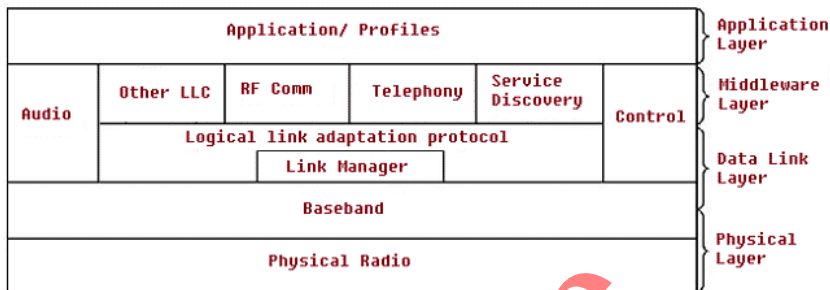 Application/ Profiles
Application
Layer
Audio
Other LLC
RF Comm
Telephony
Service
Discovery
Control
Middleware
Layer
Logical link adaptation protocol
Link Manager
Data Link
Layer
Baseband
Physical Radio
Physical
Layer